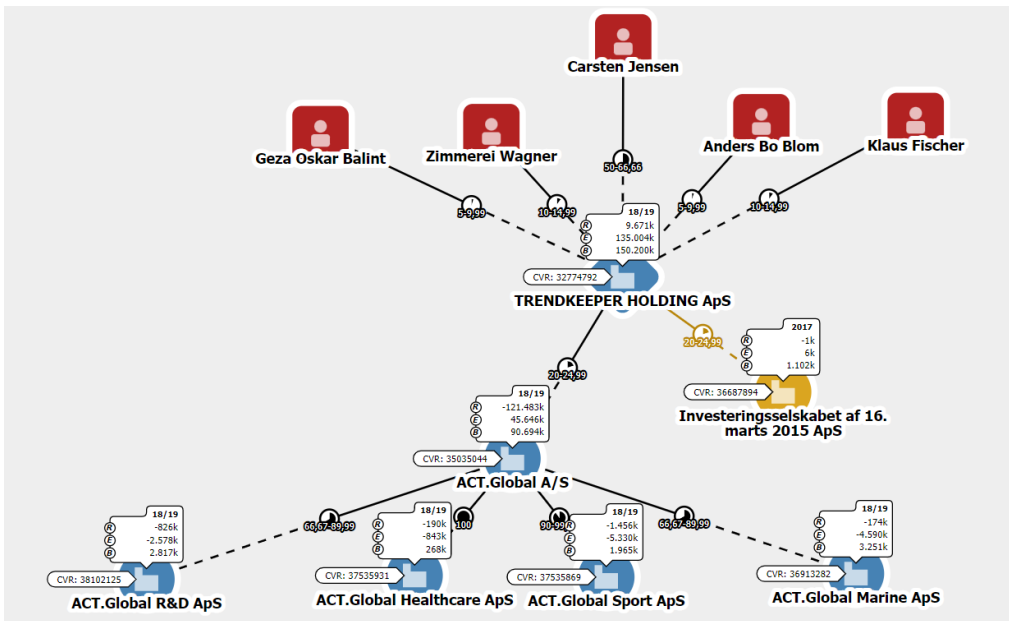 Carsten Jensen
Geza Oskar Balint
Zimmerei Wagner
Anders Bo Blom
Klaus Fischer
50-66,66
5-9,99
10-14,99
5-9,99
10-14,99
18/19
R 9.671k
E 135.004k
B 150.200k
CVR: 32774792
TRENDKEEPER HOLDING ApS
20-24,99
2017
R -1k
E 6k
B 1.102k
CVR: 36687894
Investeringsselskabet af 16.
marts 2015 ApS
20-24,99
18/19
R -121.483k
E 45.646k
B 90.694k
CVR: 35035044
ACT.Global A/S
66,67-89,99
100
90-99
66,67-89,99
18/19
R -826k
E -2.578k
B 2.817k
CVR: 38102125
ACT.Global R&D ApS
18/19
R -190k
E -843k
B 268k
CVR: 37535931
ACT.Global Healthcare ApS
18/19
R -1.456k
E -5.330k
B 1.965k
CVR: 37535869
ACT.Global Sport ApS
18/19
R -174k
E -4.590k
B 3.251k
CVR: 36913282
ACT.Global Marine ApS